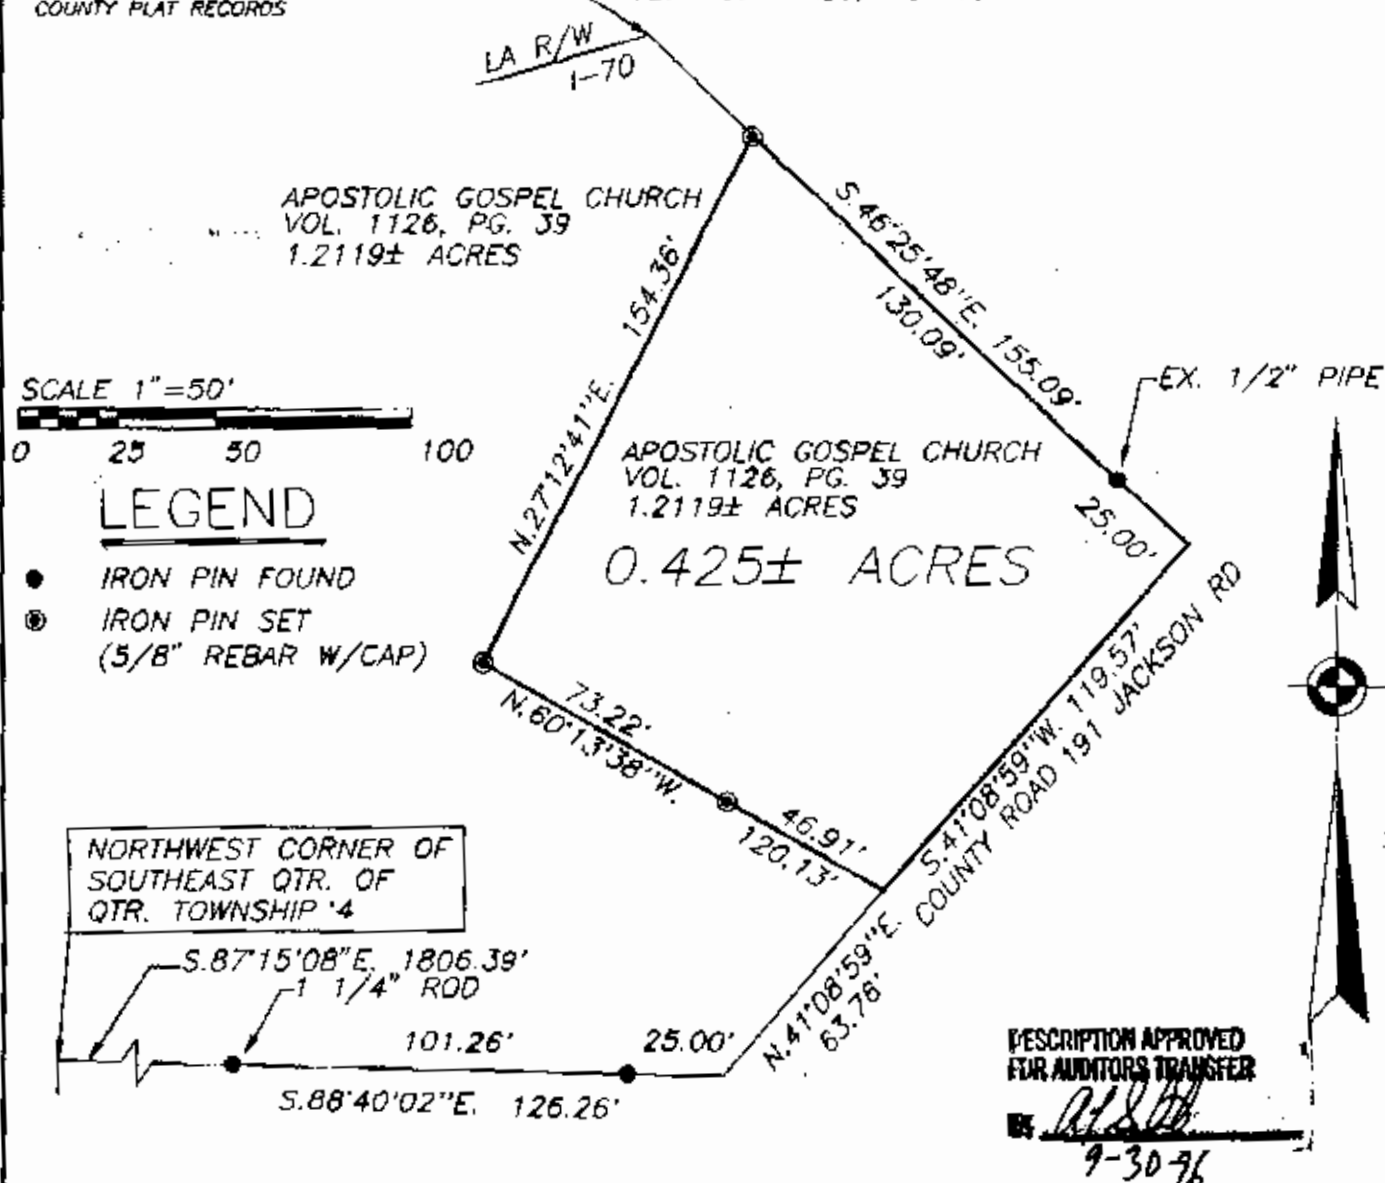 COUNTY PLAT RECORDS
LA R/W
I-70
APOSTOLIC GOSPEL CHURCH
VOL. 1126, PG. 39
1.2119± ACRES
S.46°25'48"E. 155.09'
130.09'
N.27°12'41"E. 154.36'
EX. 1/2" PIPE
25.00'
SCALE 1"=50'
0 25 50 100
LEGEND
IRON PIN FOUND
IRON PIN SET
(5/8" REBAR W/CAP)
APOSTOLIC GOSPEL CHURCH
VOL. 1126, PG. 39
1.2119± ACRES
0.425± ACRES
73.22'
N.60°13'38"W.
46.91'
120.13'
S.41°08'59"W. 119.57'
COUNTY ROAD 191 JACKSON RD
NORTHWEST CORNER OF
SOUTHEAST QTR. OF
QTR. TOWNSHIP 4
S.87°15'08"E. 1806.39'
1 1/4" ROD
101.26'
25.00'
S.88°40'02"E. 126.26'
N.41°08'59"E.
63.76'
DESCRIPTION APPROVED
FOR AUDITORS TRANSFER
BY
9-30-96